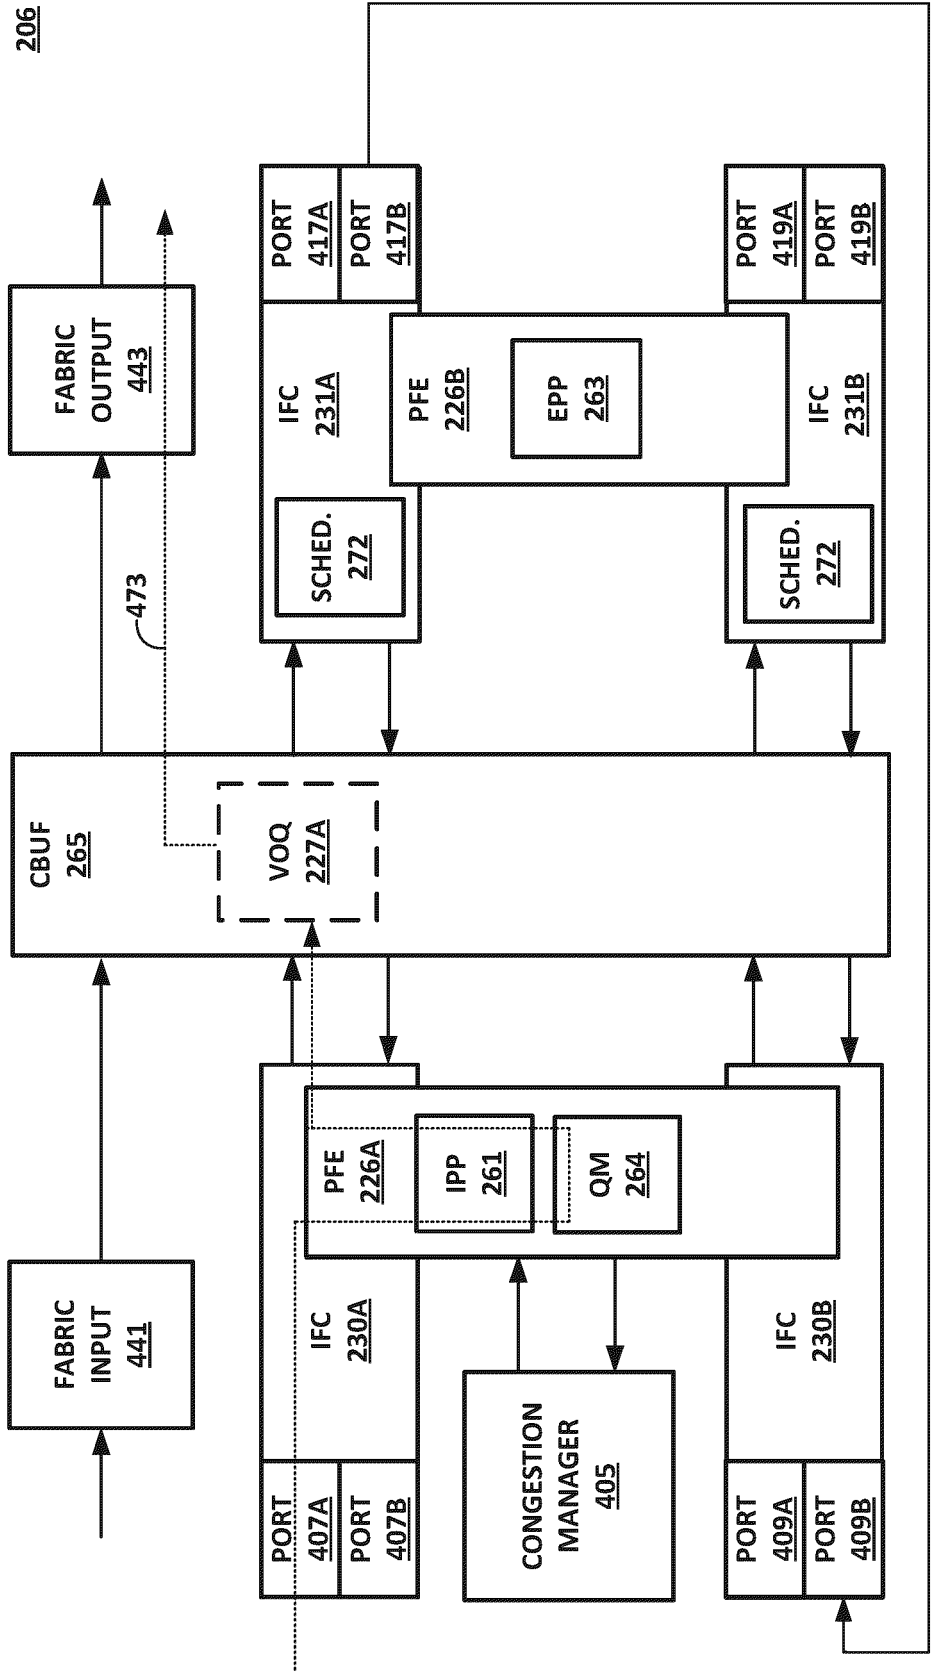 206
FABRIC
INPUT
441
FABRIC
OUTPUT
443
473
CBUF
265
VOQ
227A
PORT
407A
PORT
407B
IFC
230A
PFE
226A
IPP
261
QM
264
CONGESTION
MANAGER
405
PORT
409A
PORT
409B
IFC
230B
SCHED.
272
IFC
231A
PORT
417A
PORT
417B
PFE
226B
EPP
263
SCHED.
272
IFC
231B
PORT
419A
PORT
419B